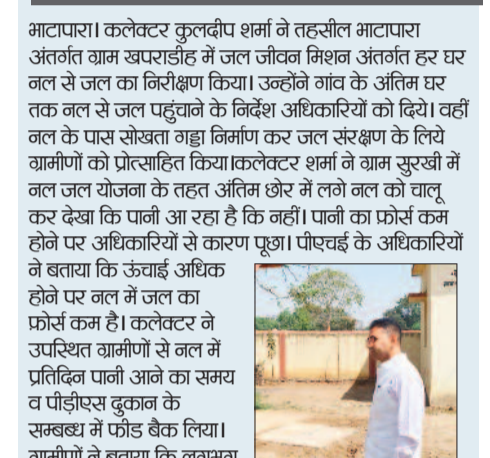 भाटापारा। कलेक्टर कुलदीप शर्मा ने तहसील भाटापारा
अंतर्गत ग्राम खपराडीह में जल जीवन मिशन अंतर्गत हर घर
नल से जल का निरीक्षण किया। उन्होंने गांव के अंतिम घर
तक नल से जल पहुंचाने के निर्देश अधिकारियों को दिये। वहीं
नल के पास सोखता गड्ढा निर्माण कर जल संरक्षण के लिये
ग्रामीणों को प्रोत्साहित किया।कलेक्टर शर्मा ने ग्राम सुरखी में
नल जल योजना के तहत अंतिम छोर में लगे नल को चालू
कर देखा कि पानी आ रहा है कि नहीं। पानी का फ़ोर्स कम
होने पर अधिकारियों से कारण पूछा। पीएचई के अधिकारियों
ने बताया कि ऊंचाई अधिक
होने पर नल में जल का
फ़ोर्स कम है। कलेक्टर ने
उपस्थित ग्रामीणों से नल में
प्रतिदिन पानी आने का समय
व पीडीएस दुकान के
सम्बन्ध में फीड बैक लिया।
ग्रामीणों ने बताया कि लगभग